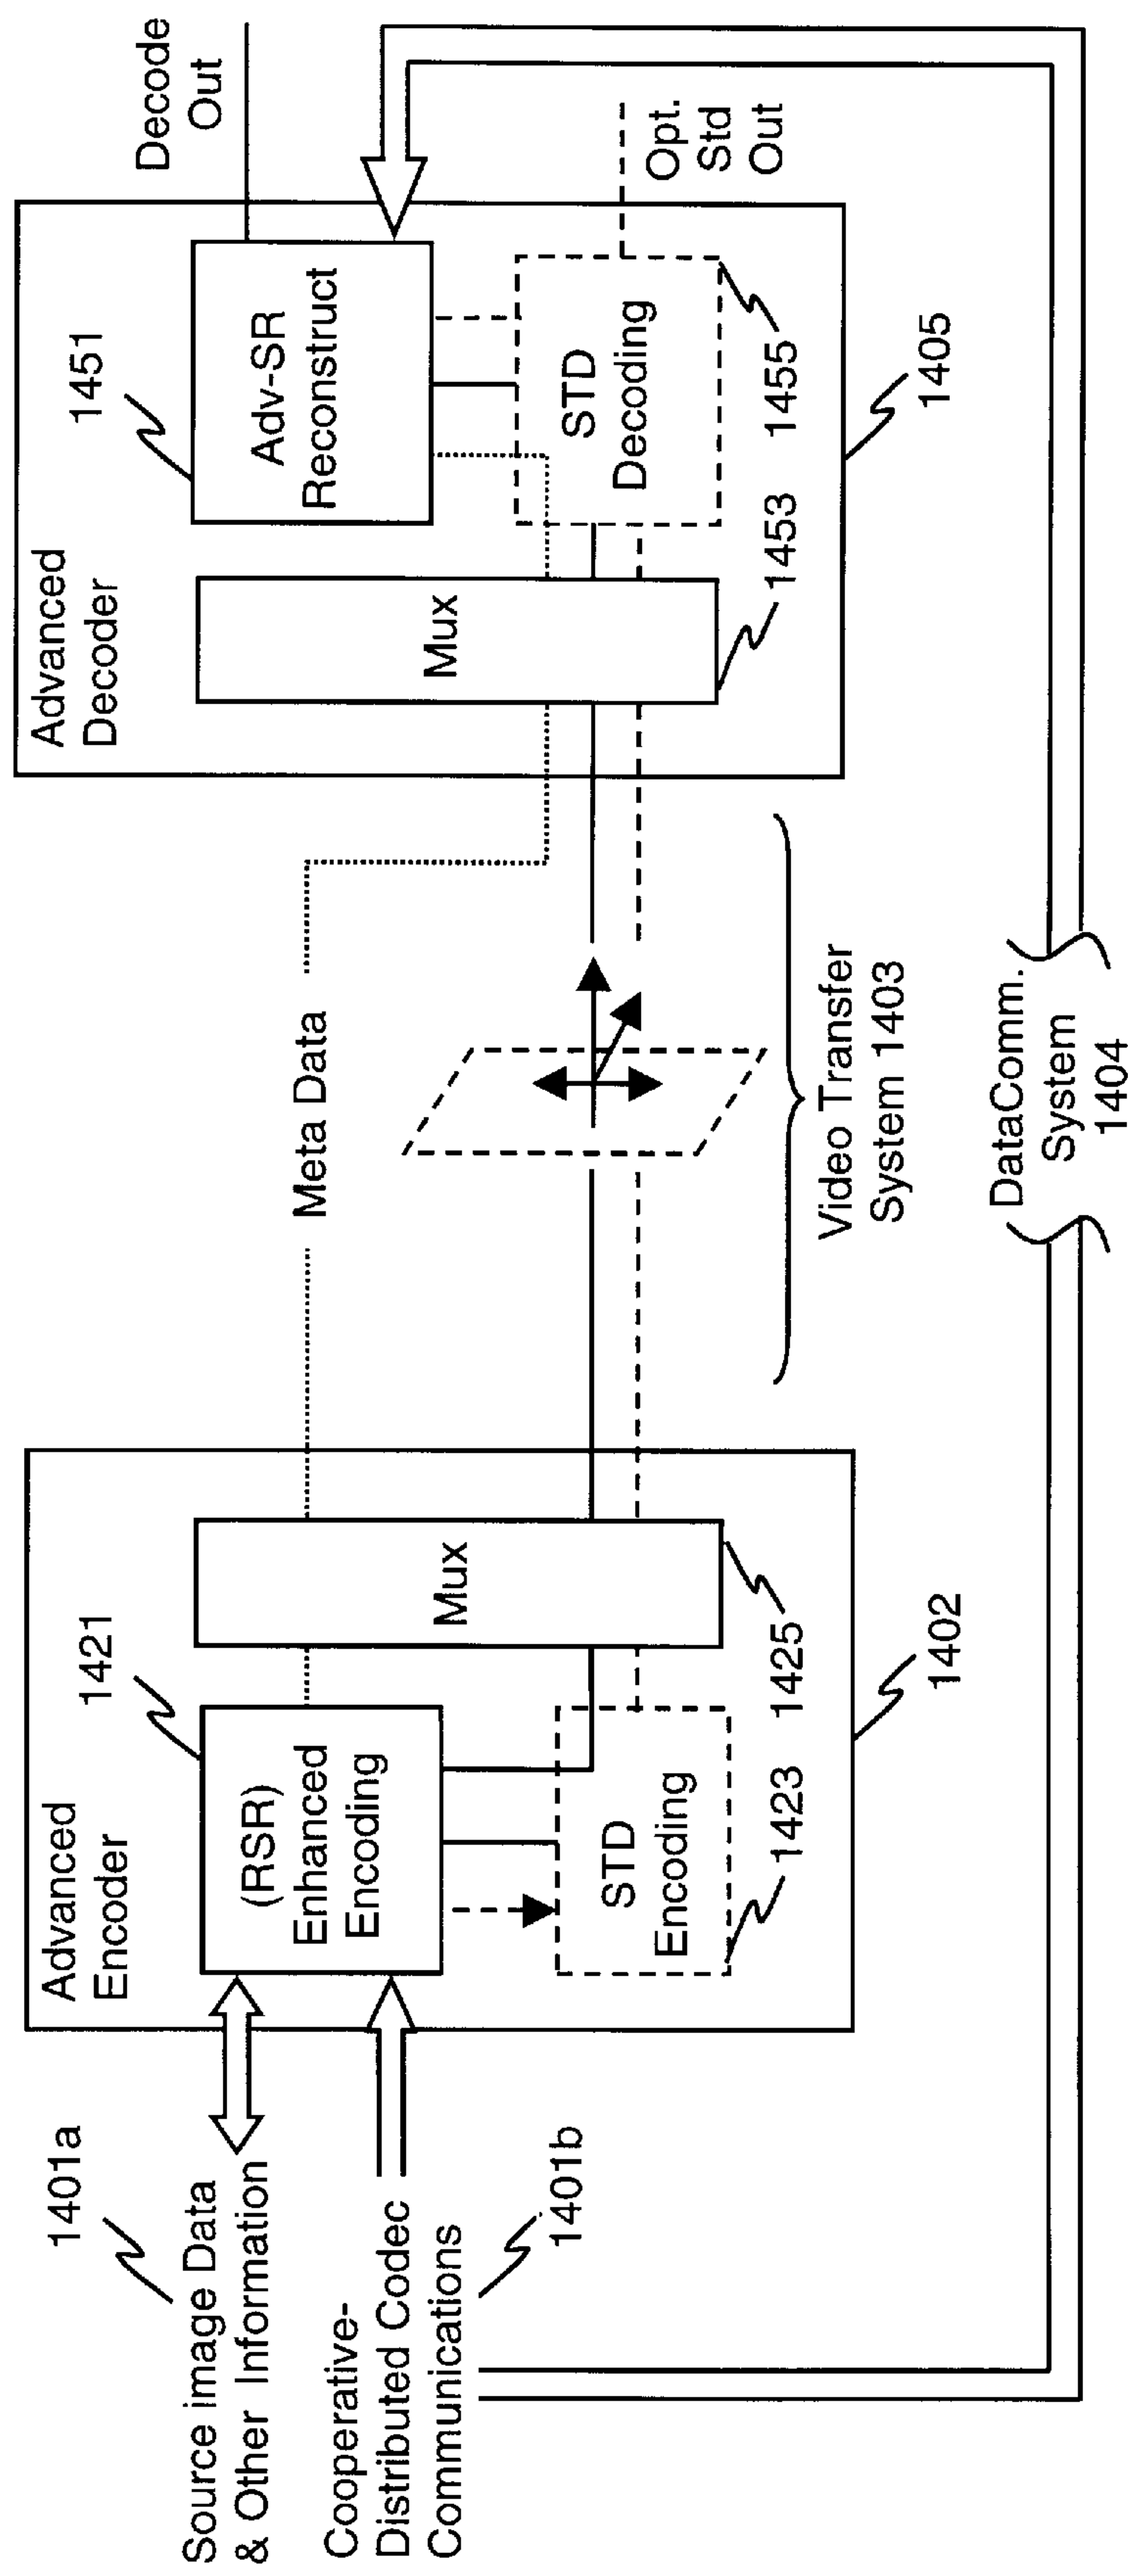 1401a
Source image Data
& Other Information
Cooperative-
Distributed Codec
Communications
1401b
Advanced
Encoder
1421
(RSR)
Enhanced
Encoding
STD
Encoding
1423
Mux
1425
1402
Meta Data
Video Transfer
System 1403
DataComm.
System
1404
Advanced
Decoder
Mux
1453
1451
Adv-SR
Reconstruct
STD
Decoding
1455
1405
Decode
Out
Opt.
Std
Out